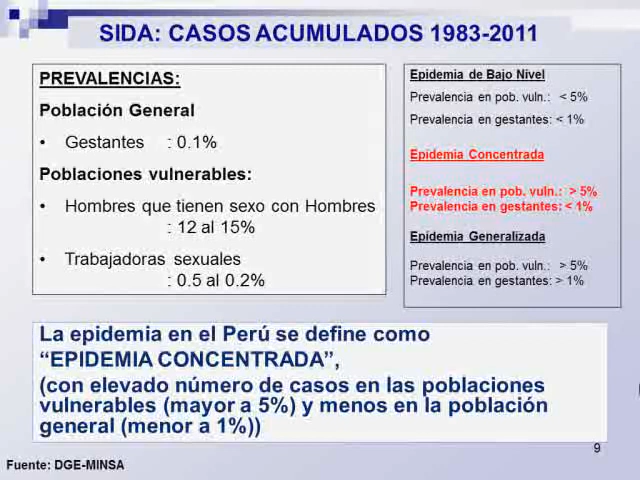 SIDA: CASOS ACUMULADOS 1983-2011
PREVALENCIAS:
Población General
• Gestantes : 0.1%
Poblaciones vulnerables:
• Hombres que tienen sexo con Hombres
: 12 al 15%
• Trabajadoras sexuales
: 0.5 al 0.2%
Epidemia de Bajo Nivel
Prevalencia en pob. vuln.: < 5%
Prevalencia en gestantes: < 1%
Epidemia Concentrada
Prevalencia en pob. vuln.: > 5%
Prevalencia en gestantes: < 1%
Epidemia Generalizada
Prevalencia en pob. vuln.: > 5%
Prevalencia en gestantes: > 1%
La epidemia en el Perú se define como
“EPIDEMIA CONCENTRADA”,
(con elevado número de casos en las poblaciones
vulnerables (mayor a 5%) y menos en la población
general (menor a 1%))
9
Fuente: DGE-MINSA